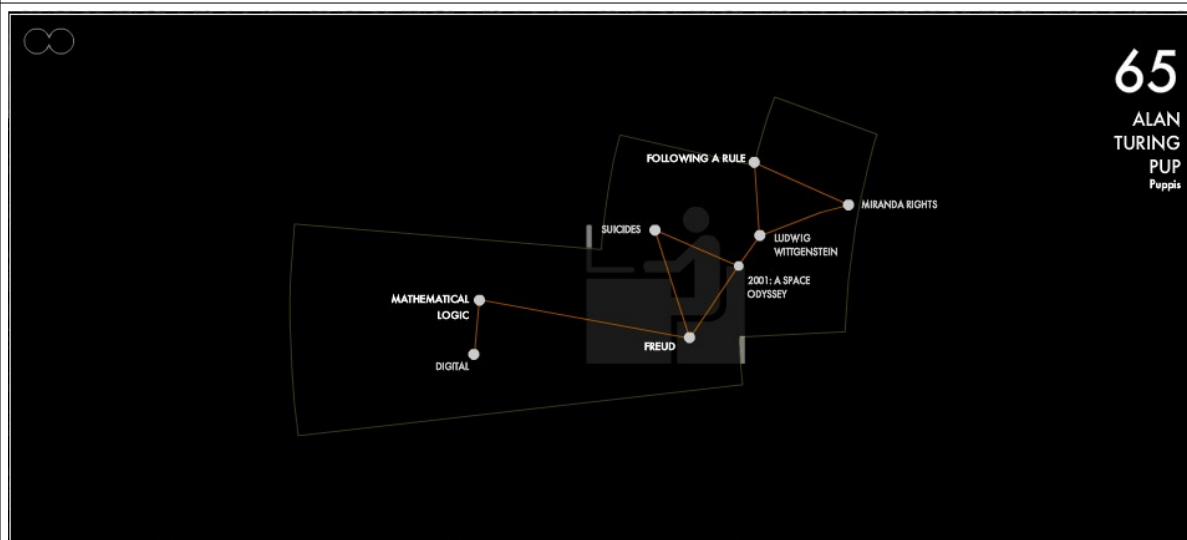 65
ALAN
TURING
PUP
Puppis
FOLLOWING A RULE
MIRANDA RIGHTS
SUICIDES
LUDWIG
WITTGENSTEIN
2001: A SPACE
ODYSSEY
MATHEMATICAL
LOGIC
FREUD
DIGITAL